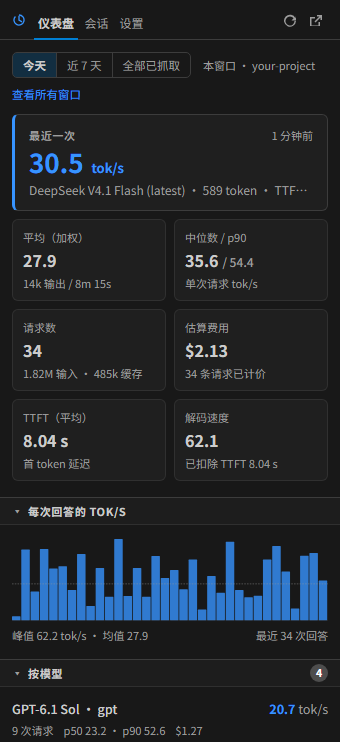 仪表盘 会话 设置
今天 近 7 天 全部已抓取 本窗口 • your-project
查看所有窗口
最近一次 1 分钟前
30.5 tok/s
DeepSeek V4.1 Flash (latest) • 589 token • TTF…
平均（加权） 中位数 / p90
27.9 35.6 / 54.4
14k 输出 / 8m 15s 单次请求 tok/s
请求数 估算费用
34 $2.13
1.82M 输入 • 485k 缓存 34 条请求已计价
TTFT（平均） 解码速度
8.04 s 62.1
首 token 延迟 已扣除 TTFT 8.04 s
每次回答的 TOK/S
峰值 62.2 tok/s • 均值 27.9 最近 34 次回答
按模型 4
GPT-6.1 Sol • gpt 20.7 tok/s
9 次请求 p50 23.2 • p90 52.6 $1.27